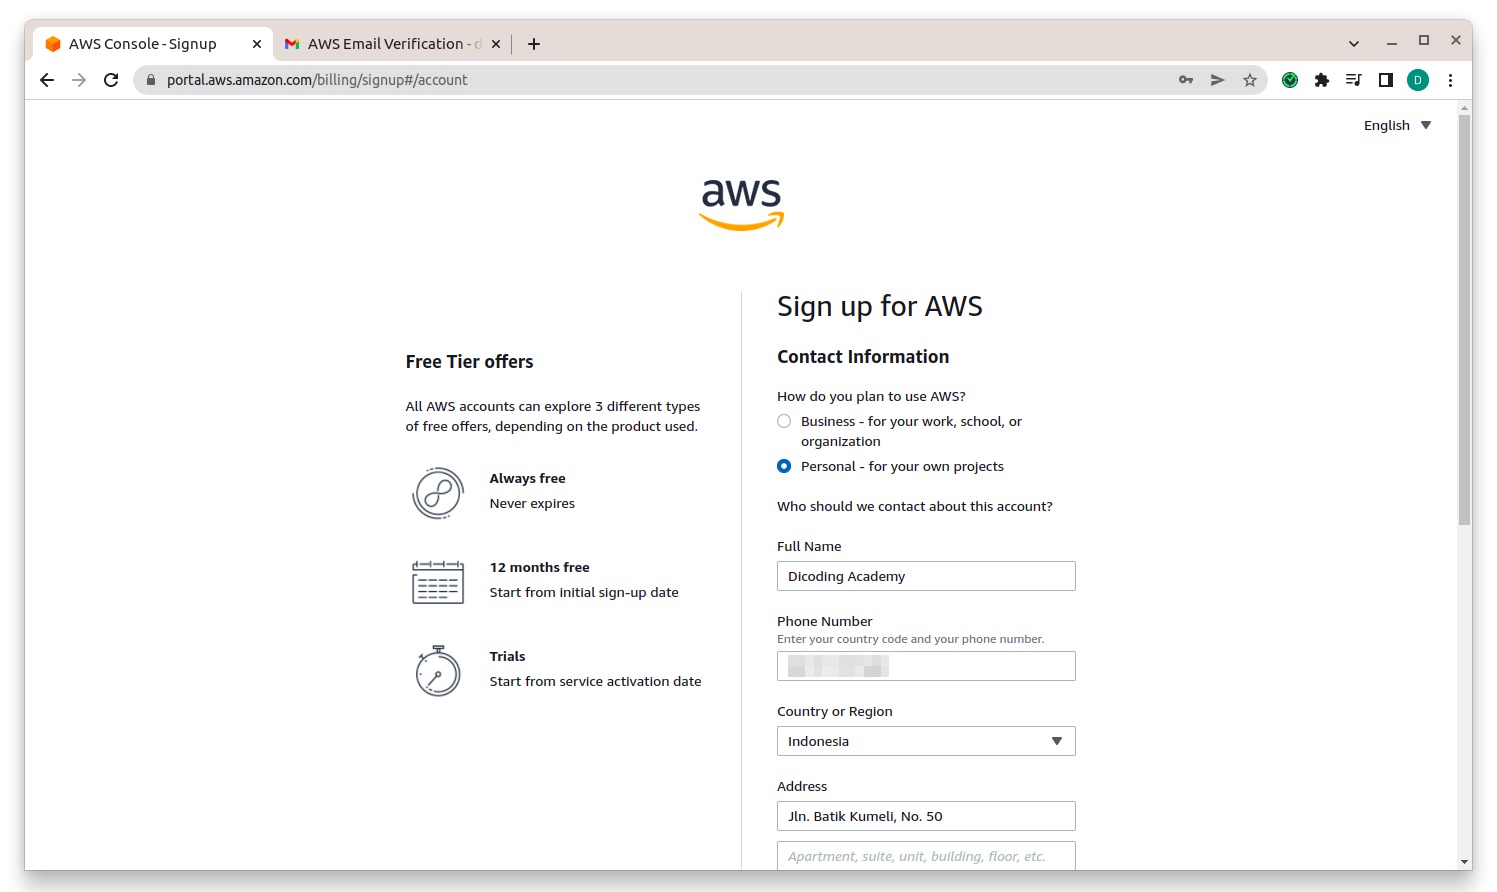 AWS Console - Signup
AWS Email Verification - d
portal.aws.amazon.com/billing/signup#/account
D
English
aws
Free Tier offers
All AWS accounts can explore 3 different types
of free offers, depending on the product used.
Always free
Never expires
12 months free
Start from initial sign-up date
Trials
Start from service activation date
Sign up for AWS
Contact Information
How do you plan to use AWS?
Business - for your work, school, or
organization
Personal - for your own projects
Who should we contact about this account?
Full Name
Dicoding Academy
Phone Number
Enter your country code and your phone number.
Country or Region
Indonesia
Address
Jln. Batik Kumeli, No. 50
Apartment, suite, unit, building, floor, etc.